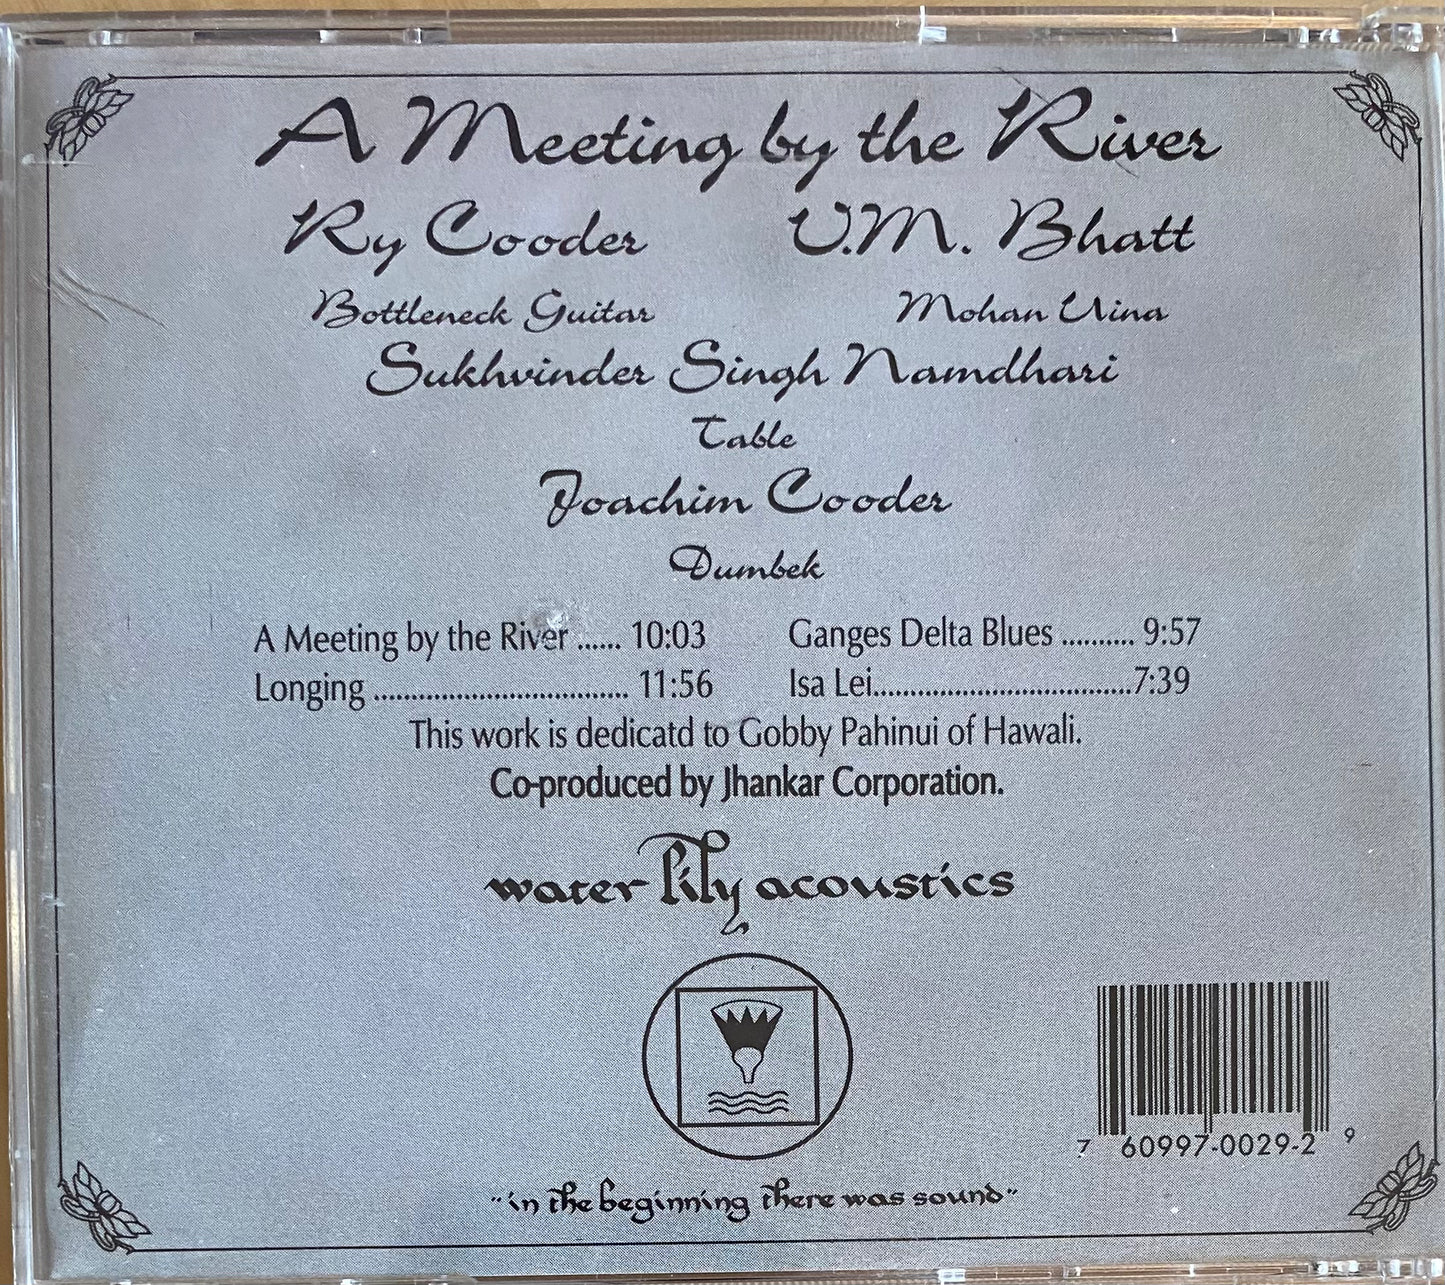 A Meeting by the River
Ry Cooder V.M. Bhatt
Bottleneck Guitar Mohan Vina
Sukhvinder Singh Namdhari
Table
Joachim Cooder
Dumbek
A Meeting by the River ...... 10:03 Ganges Delta Blues .......... 9:57
Longing .................................. 11:56 Isa Lei..................................7:39
This work is dedicatd to Gobby Pahinui of Hawali.
Co-produced by Jhankar Corporation.
water lily acoustics
7 60997-0029-2 9
"in the beginning there was sound"